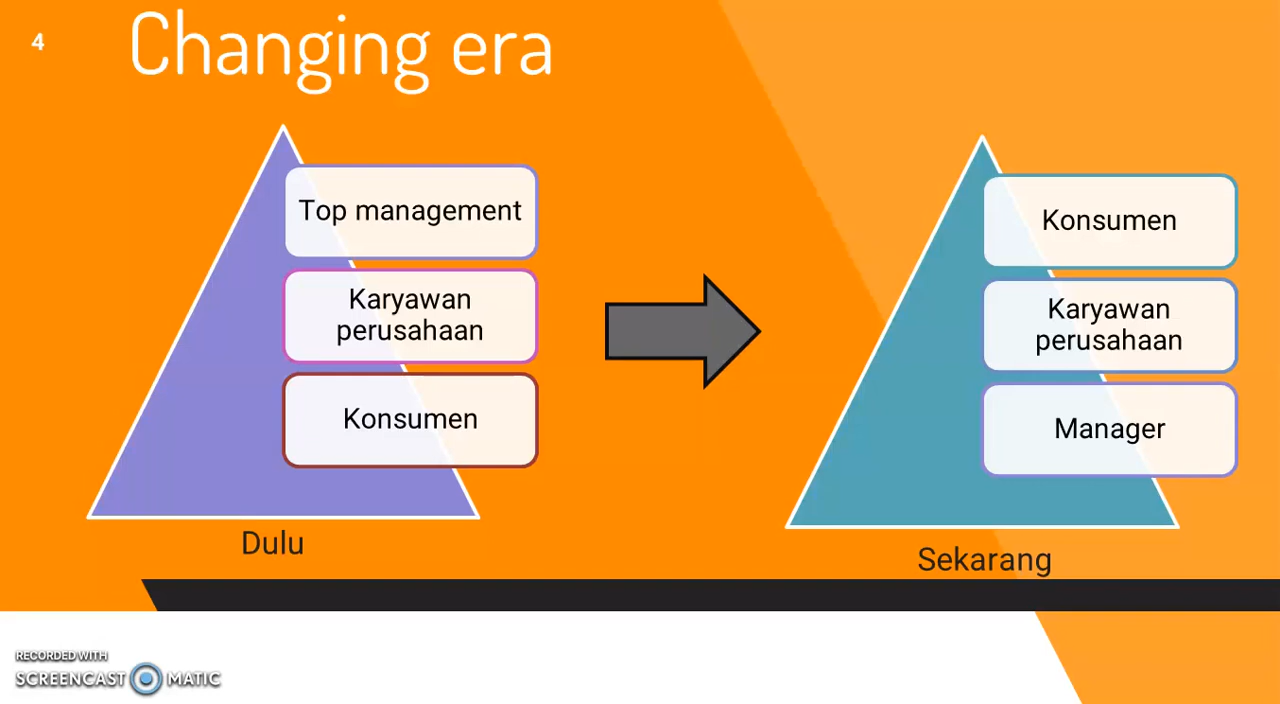 4
Changing era
Top management
Karyawan
perusahaan
Konsumen
Dulu
Konsumen
Karyawan
perusahaan
Manager
Sekarang
RECORDED WITH
SCREENCAST MATIC